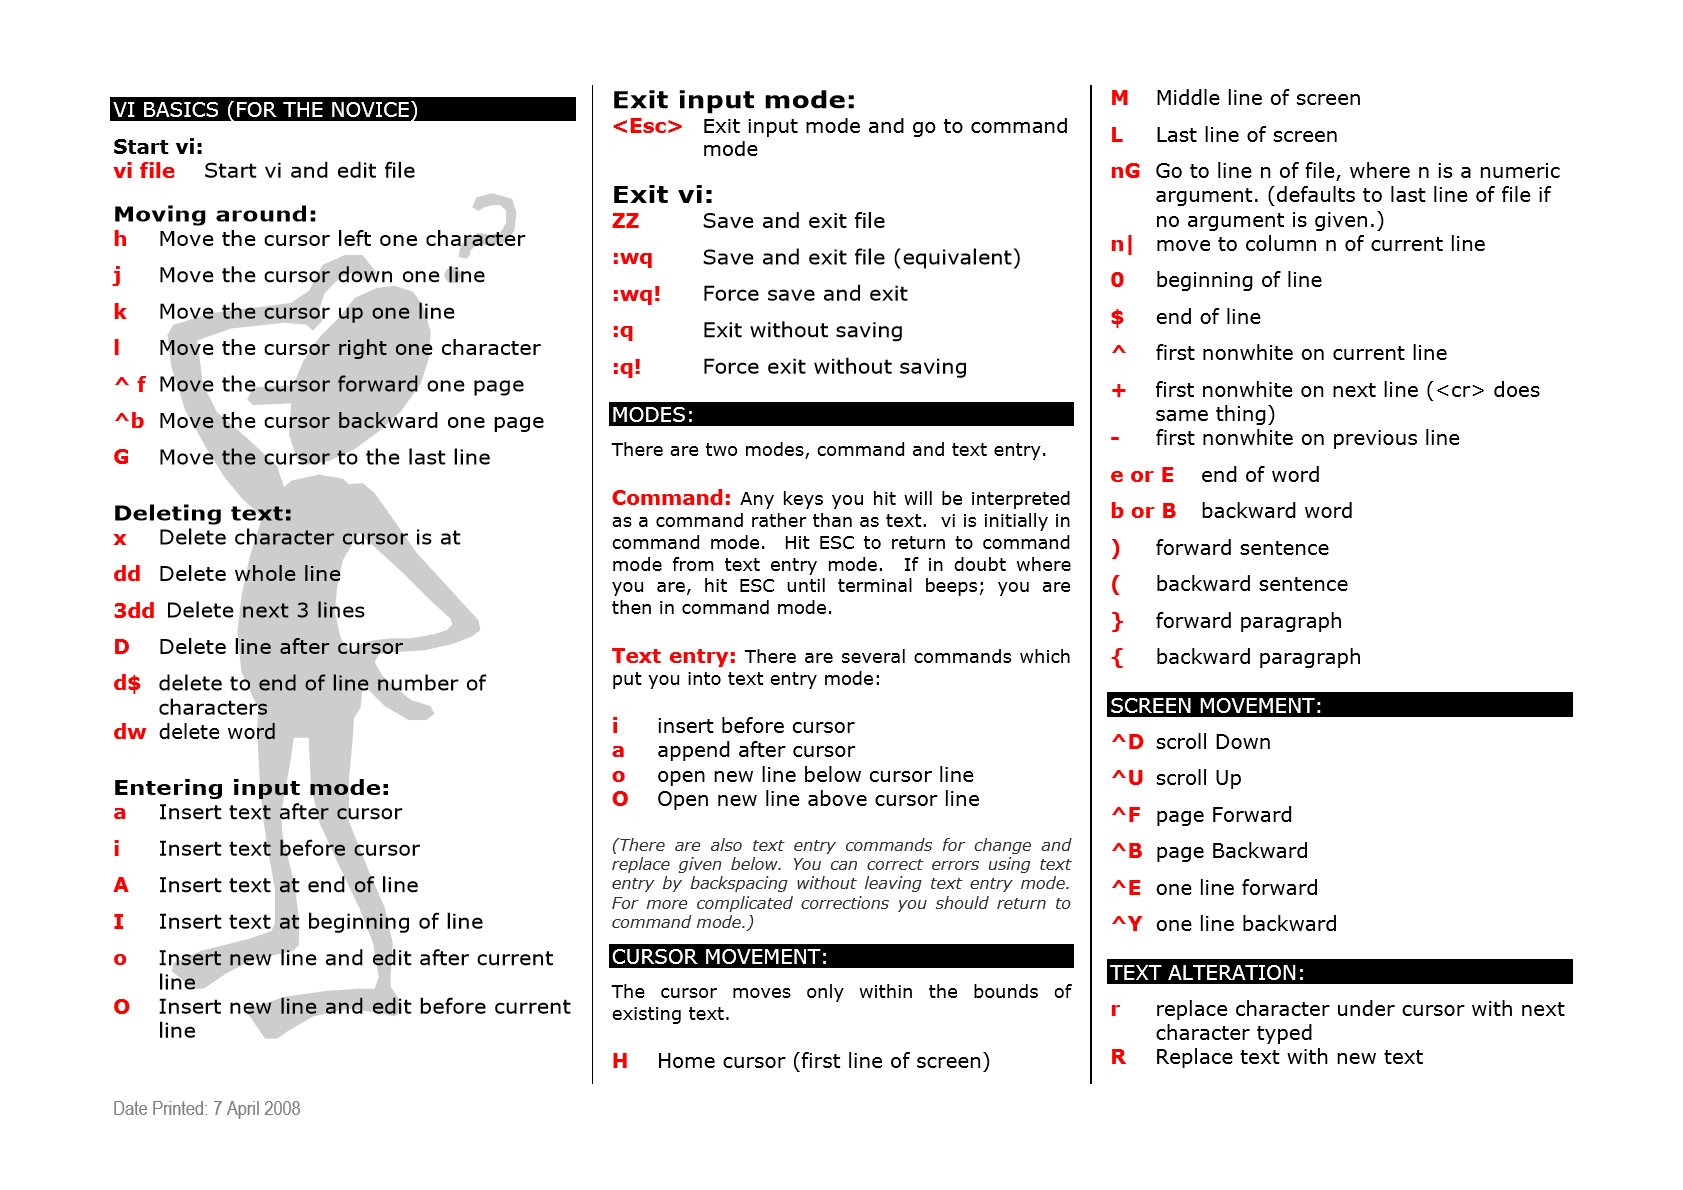 VI BASICS (FOR THE NOVICE)
Start vi:
vi file Start vi and edit file
Moving around:
h Move the cursor left one character
j Move the cursor down one line
k Move the cursor up one line
l Move the cursor right one character
^ f Move the cursor forward one page
^b Move the cursor backward one page
G Move the cursor to the last line
Deleting text:
x Delete character cursor is at
dd Delete whole line
3dd Delete next 3 lines
D Delete line after cursor
d$ delete to end of line number of
characters
dw delete word
Entering input mode:
a Insert text after cursor
i Insert text before cursor
A Insert text at end of line
I Insert text at beginning of line
o Insert new line and edit after current
line
O Insert new line and edit before current
line
Exit input mode:
<Esc> Exit input mode and go to command
mode
Exit vi:
ZZ Save and exit file
:wq Save and exit file (equivalent)
:wq! Force save and exit
:q Exit without saving
:q! Force exit without saving
MODES:
There are two modes, command and text entry.
Command: Any keys you hit will be interpreted
as a command rather than as text. vi is initially in
command mode. Hit ESC to return to command
mode from text entry mode. If in doubt where
you are, hit ESC until terminal beeps; you are
then in command mode.
Text entry: There are several commands which
put you into text entry mode:
i insert before cursor
a append after cursor
o open new line below cursor line
O Open new line above cursor line
(There are also text entry commands for change and
replace given below. You can correct errors using text
entry by backspacing without leaving text entry mode.
For more complicated corrections you should return to
command mode.)
CURSOR MOVEMENT:
The cursor moves only within the bounds of
existing text.
H Home cursor (first line of screen)
M Middle line of screen
L Last line of screen
nG Go to line n of file, where n is a numeric
argument. (defaults to last line of file if
no argument is given.)
n| move to column n of current line
0 beginning of line
$ end of line
^ first nonwhite on current line
+ first nonwhite on next line (<cr> does
same thing)
- first nonwhite on previous line
e or E end of word
b or B backward word
) forward sentence
( backward sentence
} forward paragraph
{ backward paragraph
SCREEN MOVEMENT:
^D scroll Down
^U scroll Up
^F page Forward
^B page Backward
^E one line forward
^Y one line backward
TEXT ALTERATION:
r replace character under cursor with next
character typed
R Replace text with new text
Date Printed: 7 April 2008